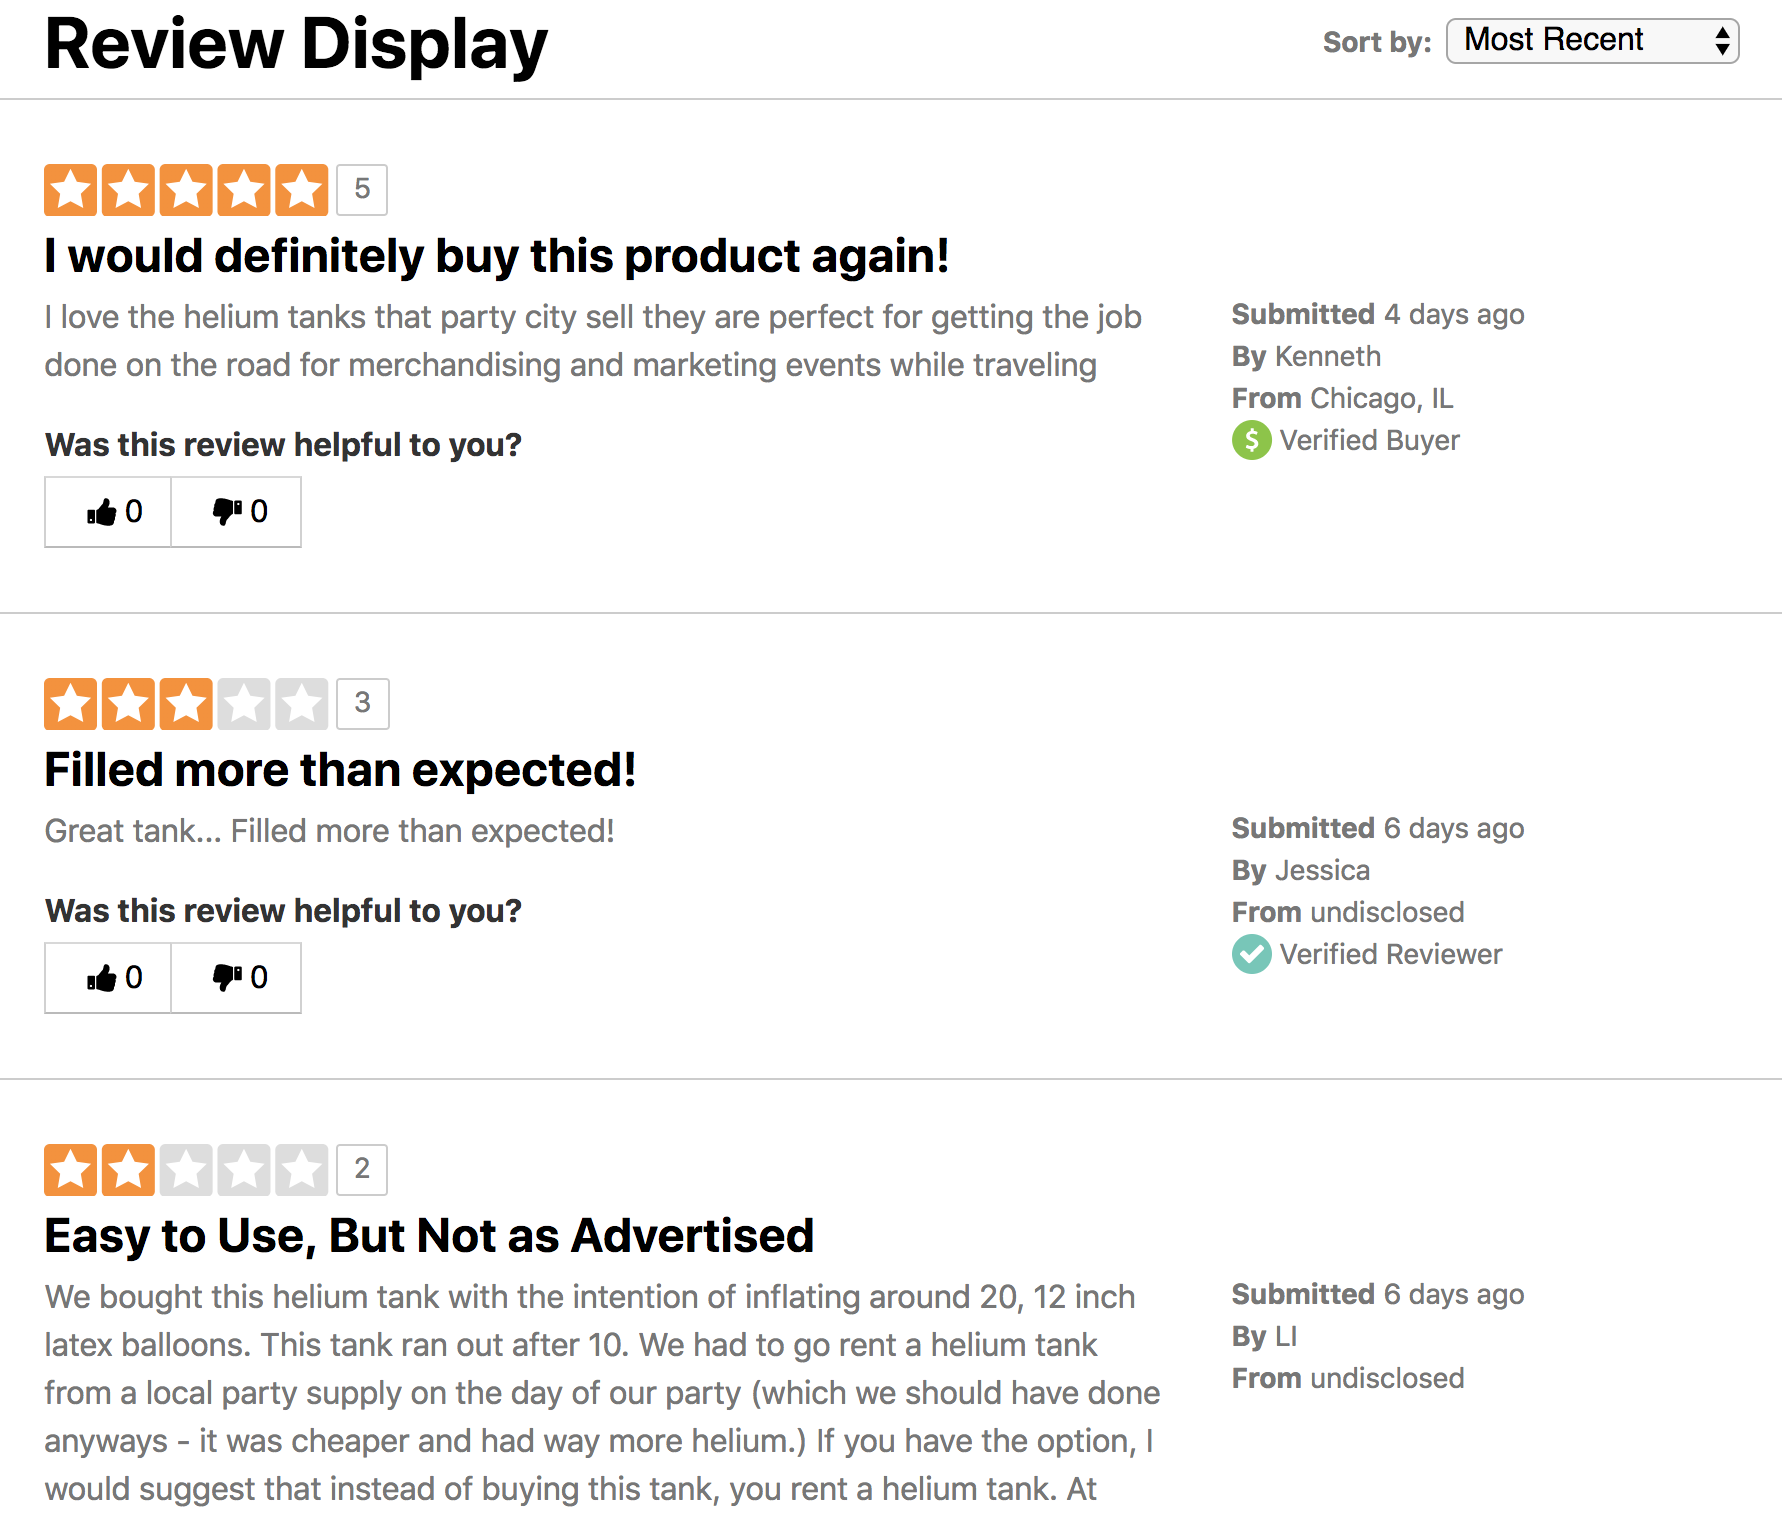 Review Display
Sort by: Most Recent
5
I would definitely buy this product again!
I love the helium tanks that party city sell they are perfect for getting the job
done on the road for merchandising and marketing events while traveling
Submitted 4 days ago
By Kenneth
From Chicago, IL
$ Verified Buyer
Was this review helpful to you?
0 0
3
Filled more than expected!
Great tank... Filled more than expected!
Submitted 6 days ago
By Jessica
From undisclosed
Verified Reviewer
Was this review helpful to you?
0 0
2
Easy to Use, But Not as Advertised
We bought this helium tank with the intention of inflating around 20, 12 inch
latex balloons. This tank ran out after 10. We had to go rent a helium tank
from a local party supply on the day of our party (which we should have done
anyways - it was cheaper and had way more helium.) If you have the option, I
would suggest that instead of buying this tank, you rent a helium tank. At
Submitted 6 days ago
By LI
From undisclosed